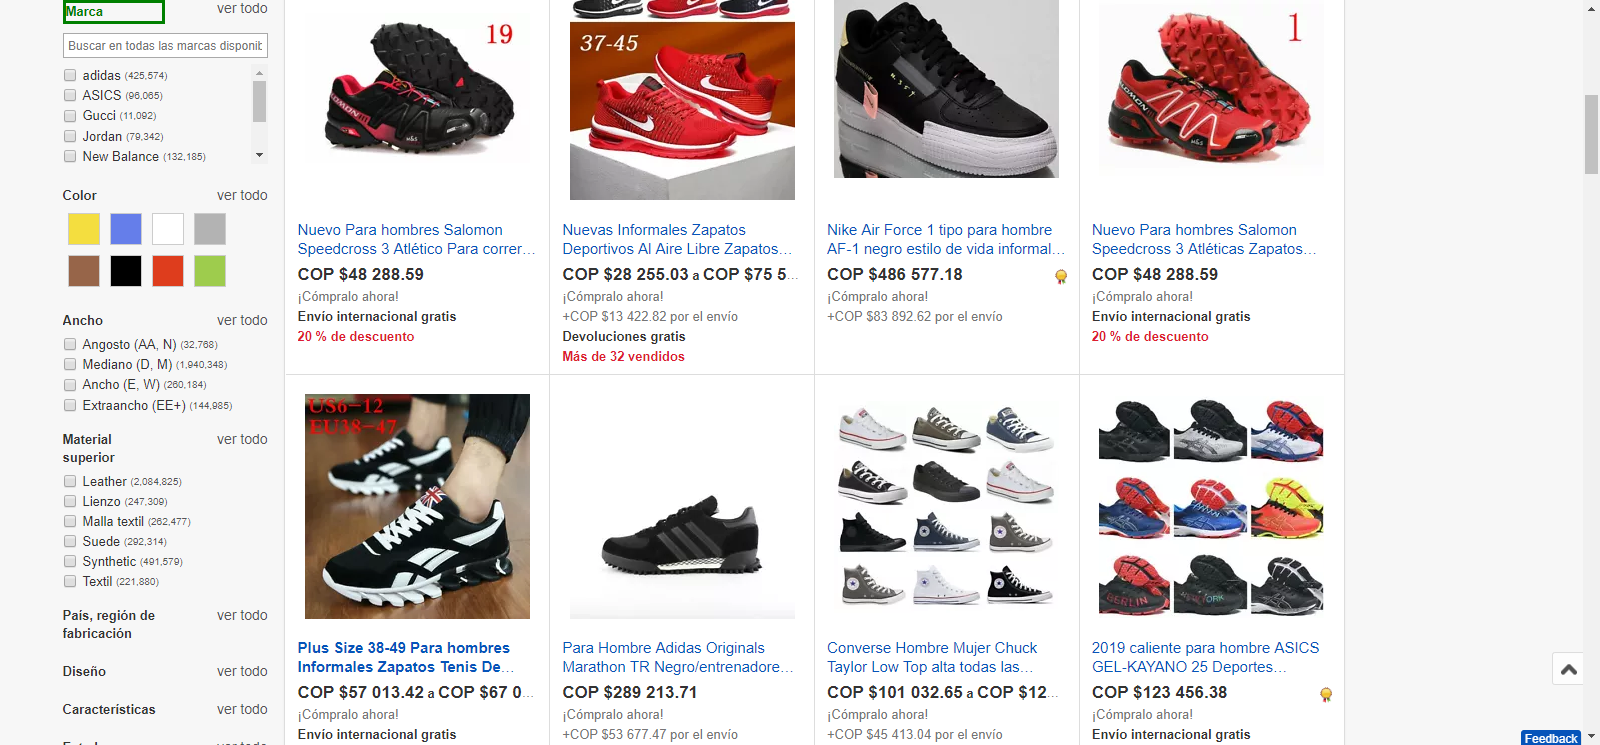 Marca
ver todo
Buscar en todas las marcas disponib
adidas (425,574)
ASICS (96,065)
Gucci (11,092)
Jordan (79,342)
New Balance (132,185)
Color
ver todo
Ancho
ver todo
Angosto (AA, N) (32,768)
Mediano (D, M) (1,940,348)
Ancho (E, W) (260,184)
Extraancho (EE+) (144,985)
Material superior
ver todo
Leather (2,084,825)
Lienzo (247,309)
Malla textil (262,477)
Suede (292,314)
Synthetic (491,579)
Textil (221,880)
País, región de fabricación
ver todo
Diseño
ver todo
Características
ver todo
19
Nuevo Para hombres Salomon
Speedcross 3 Atlético Para correr…
COP $48 288.59
¡Cómpralo ahora!
Envío internacional gratis
20 % de descuento
37-45
Nuevas Informales Zapatos
Deportivos Al Aire Libre Zapatos…
COP $28 255.03 a COP $75 5…
¡Cómpralo ahora!
+COP $13 422.82 por el envío
Devoluciones gratis
Más de 32 vendidos
Nike Air Force 1 tipo para hombre
AF-1 negro estilo de vida informal…
COP $486 577.18
¡Cómpralo ahora!
+COP $83 892.62 por el envío
1
Nuevo Para hombres Salomon
Speedcross 3 Atléticas Zapatos…
COP $48 288.59
¡Cómpralo ahora!
Envío internacional gratis
20 % de descuento
US6-12
EU38-47
Plus Size 38-49 Para hombres
Informales Zapatos Tenis De…
COP $57 013.42 a COP $67 0…
¡Cómpralo ahora!
Envío internacional gratis
Para Hombre Adidas Originals
Marathon TR Negro/entrenadore…
COP $289 213.71
¡Cómpralo ahora!
+COP $53 677.47 por el envío
Converse Hombre Mujer Chuck
Taylor Low Top alta todas las…
COP $101 032.65 a COP $12…
¡Cómpralo ahora!
+COP $45 413.04 por el envío
BERLIN
2019 caliente para hombre ASICS
GEL-KAYANO 25 Deportes…
COP $123 456.38
¡Cómpralo ahora!
Envío internacional gratis
Feedback